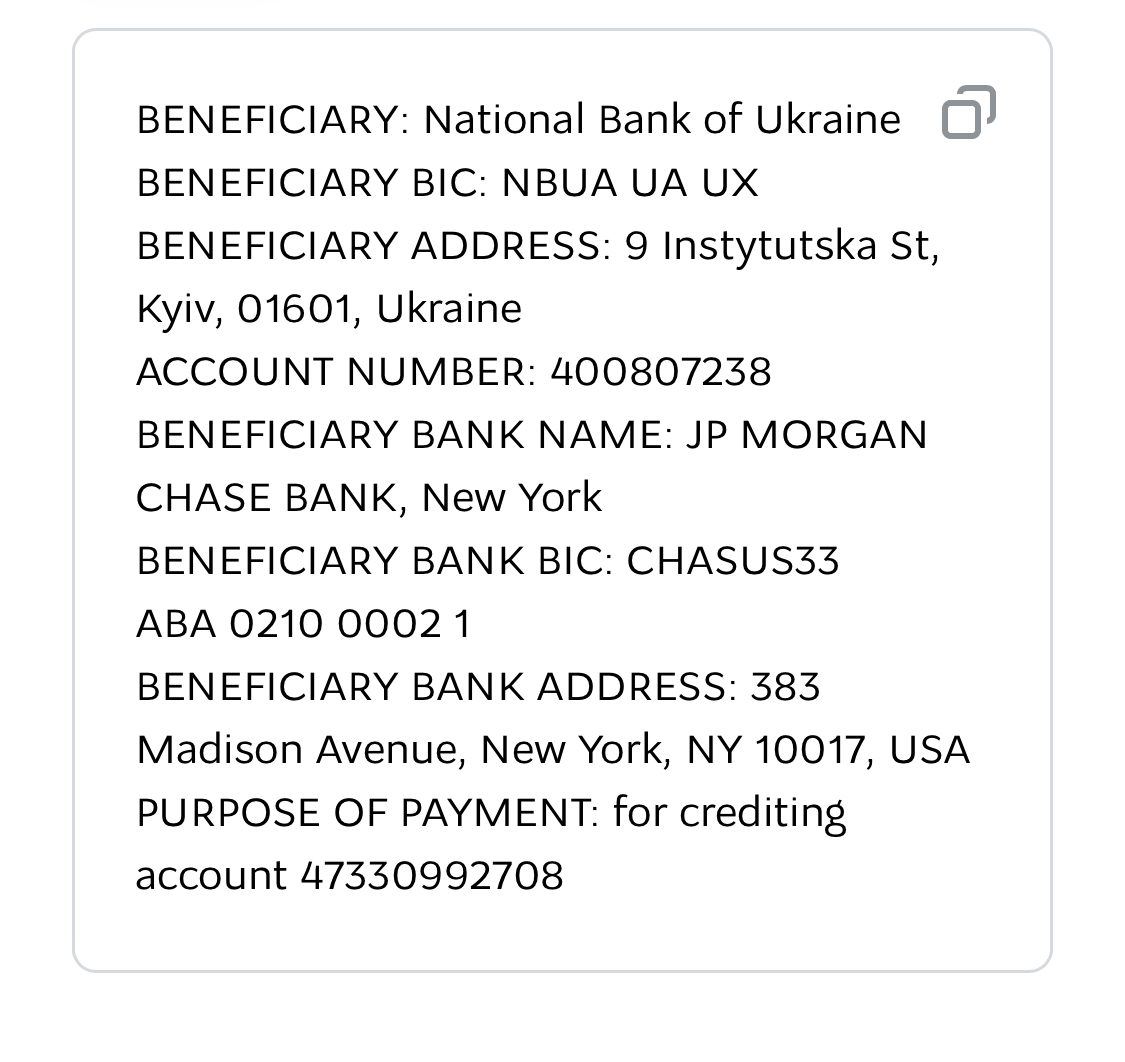 BENEFICIARY: National Bank of Ukraine
BENEFICIARY BIC: NBUA UA UX
BENEFICIARY ADDRESS: 9 Instytutska St,
Kyiv, 01601, Ukraine
ACCOUNT NUMBER: 400807238
BENEFICIARY BANK NAME: JP MORGAN
CHASE BANK, New York
BENEFICIARY BANK BIC: CHASUS33
ABA 0210 0002 1
BENEFICIARY BANK ADDRESS: 383
Madison Avenue, New York, NY 10017, USA
PURPOSE OF PAYMENT: for crediting
account 47330992708